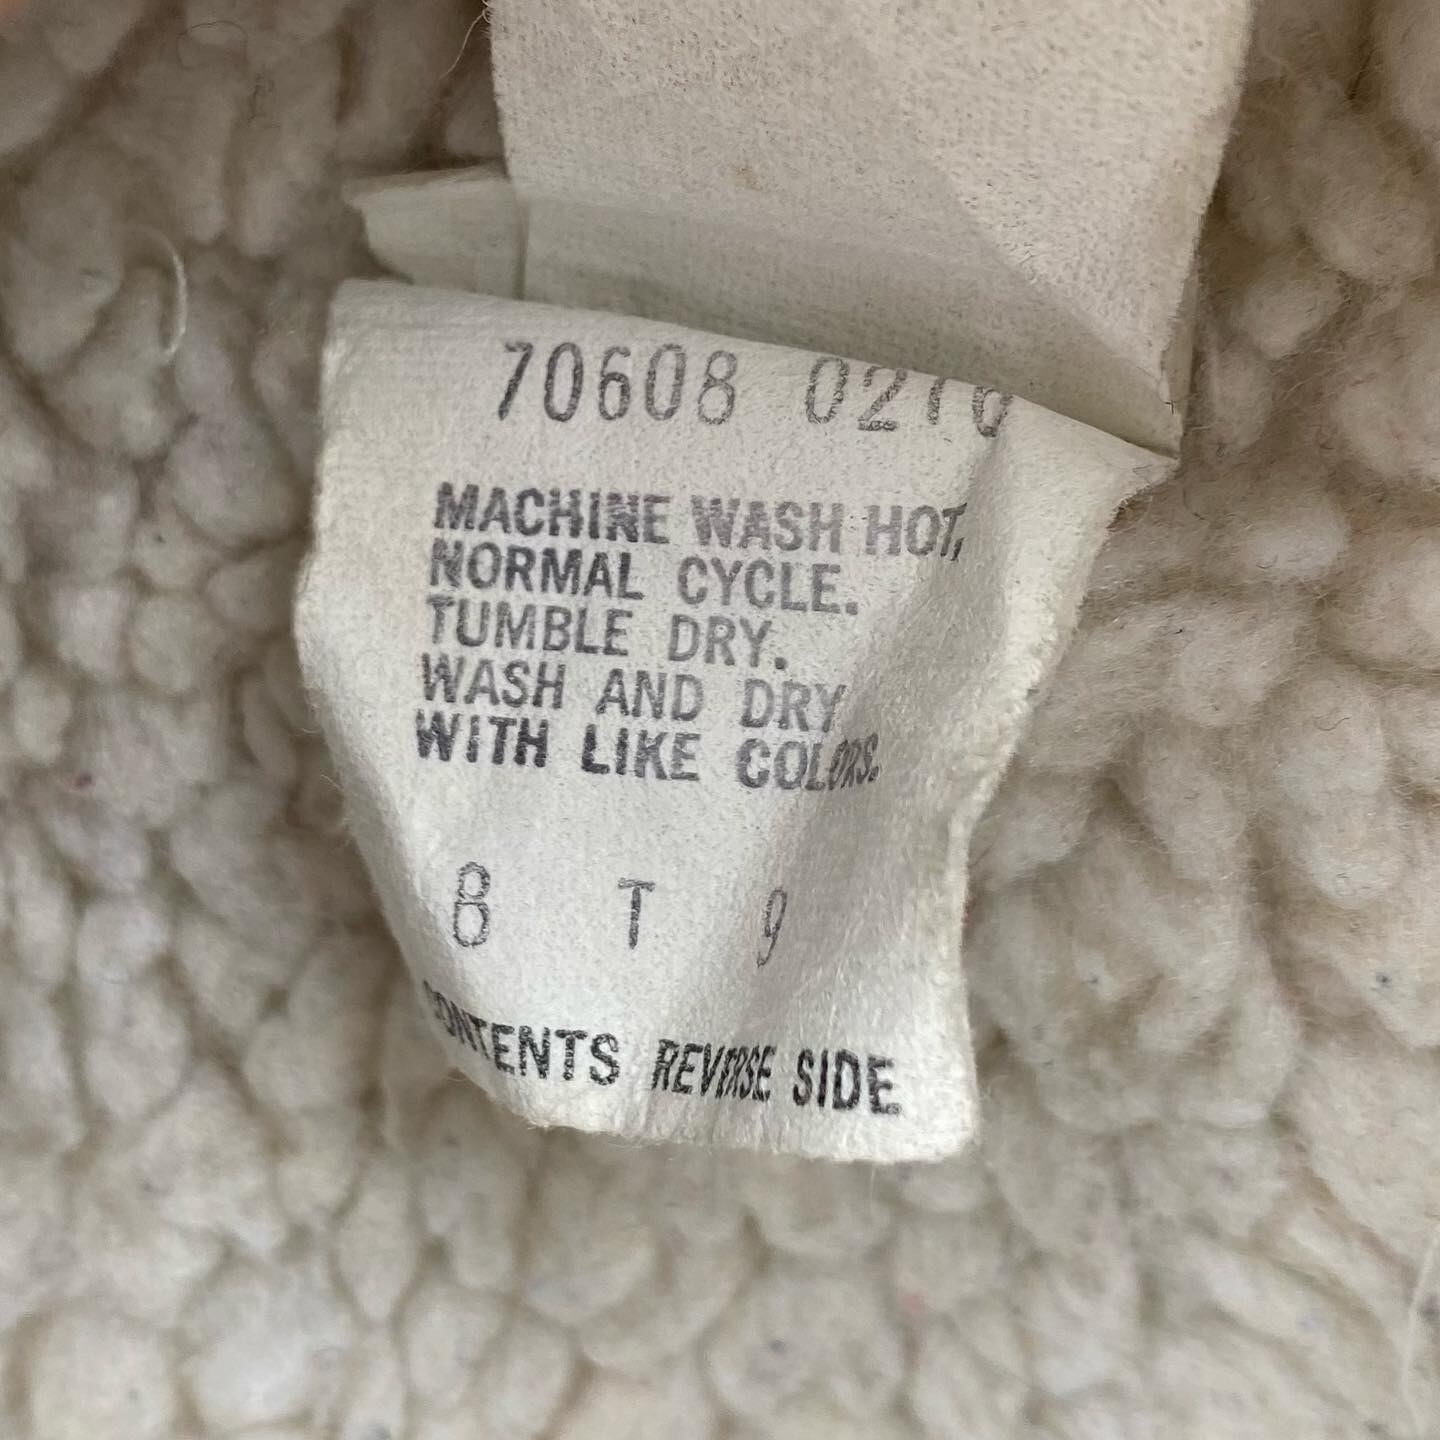 70608 0216
MACHINE WASH HOT,
NORMAL CYCLE.
TUMBLE DRY.
WASH AND DRY
WITH LIKE COLORS.
8 T 9
CONTENTS REVERSE SIDE